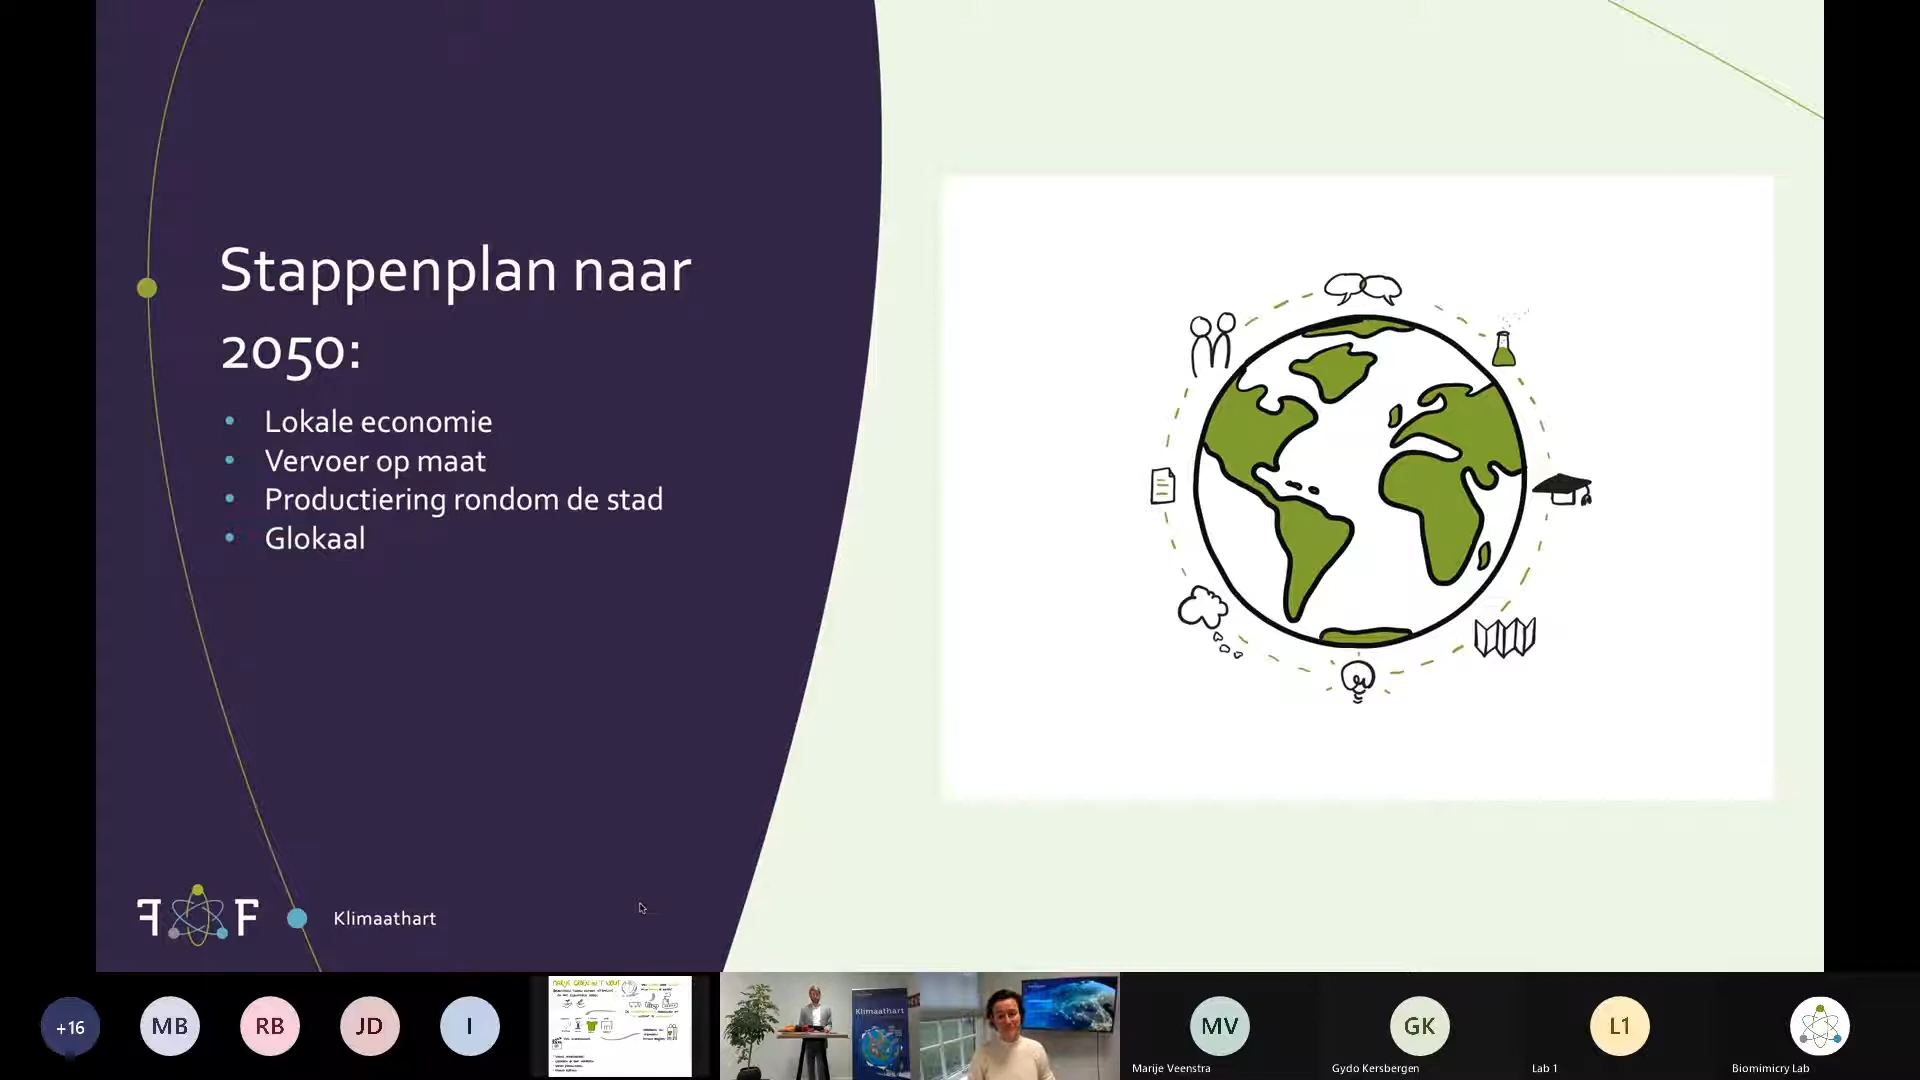 Stappenplan naar
2050:
• Lokale economie
• Vervoer op maat
• Productiering rondom de stad
• Glokaal
F F
Klimaathart
+16
MB
RB
JD
I
Klimaathart
MV
Marije Veenstra
GK
Gydo Kersbergen
L1
Lab 1
Biomimicry Lab